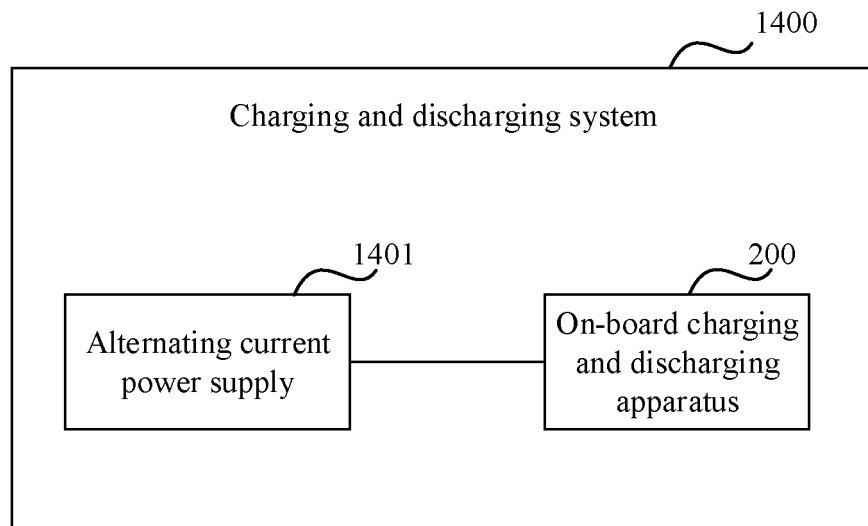 1400
Charging and discharging system
1401
200
Alternating current
power supply
On-board charging
and discharging
apparatus